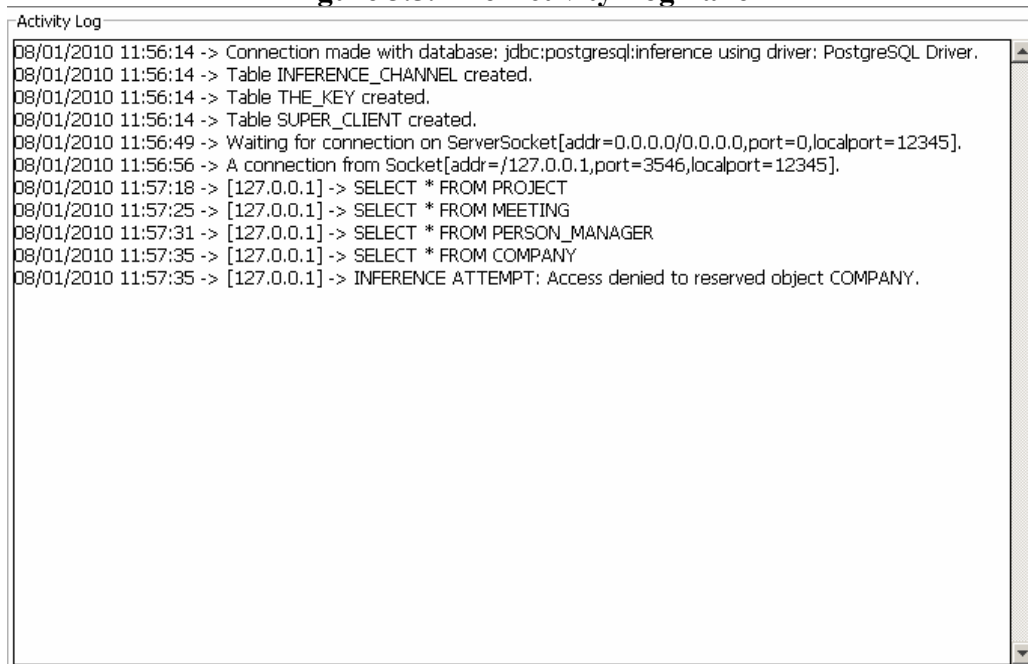 Activity Log
08/01/2010 11:56:14 -> Connection made with database: jdbc:postgresql:inference using driver: PostgreSQL Driver.
08/01/2010 11:56:14 -> Table INFERENCE_CHANNEL created.
08/01/2010 11:56:14 -> Table THE_KEY created.
08/01/2010 11:56:14 -> Table SUPER_CLIENT created.
08/01/2010 11:56:49 -> Waiting for connection on ServerSocket[addr=0.0.0.0/0.0.0.0,port=0,localport=12345].
08/01/2010 11:56:56 -> A connection from Socket[addr=/127.0.0.1,port=3546,localport=12345].
08/01/2010 11:57:18 -> [127.0.0.1] -> SELECT * FROM PROJECT
08/01/2010 11:57:25 -> [127.0.0.1] -> SELECT * FROM MEETING
08/01/2010 11:57:31 -> [127.0.0.1] -> SELECT * FROM PERSON_MANAGER
08/01/2010 11:57:35 -> [127.0.0.1] -> SELECT * FROM COMPANY
08/01/2010 11:57:35 -> [127.0.0.1] -> INFERENCE ATTEMPT: Access denied to reserved object COMPANY.